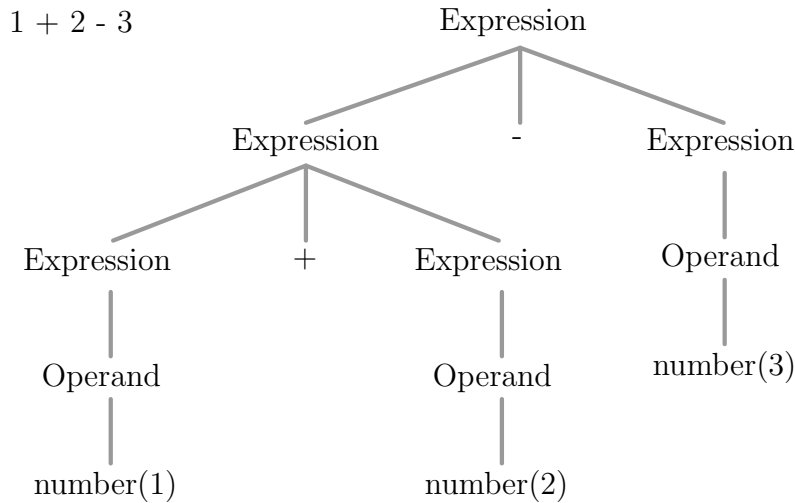 1 + 2 - 3
Expression
Expression - Expression
Expression + Expression Operand
Operand Operand number(3)
number(1) number(2)